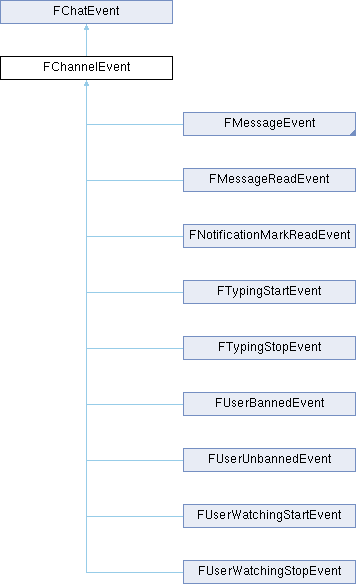 FChatEvent
FChannelEvent
FMessageEvent
FMessageReadEvent
FNotificationMarkReadEvent
FTypingStartEvent
FTypingStopEvent
FUserBannedEvent
FUserUnbannedEvent
FUserWatchingStartEvent
FUserWatchingStopEvent